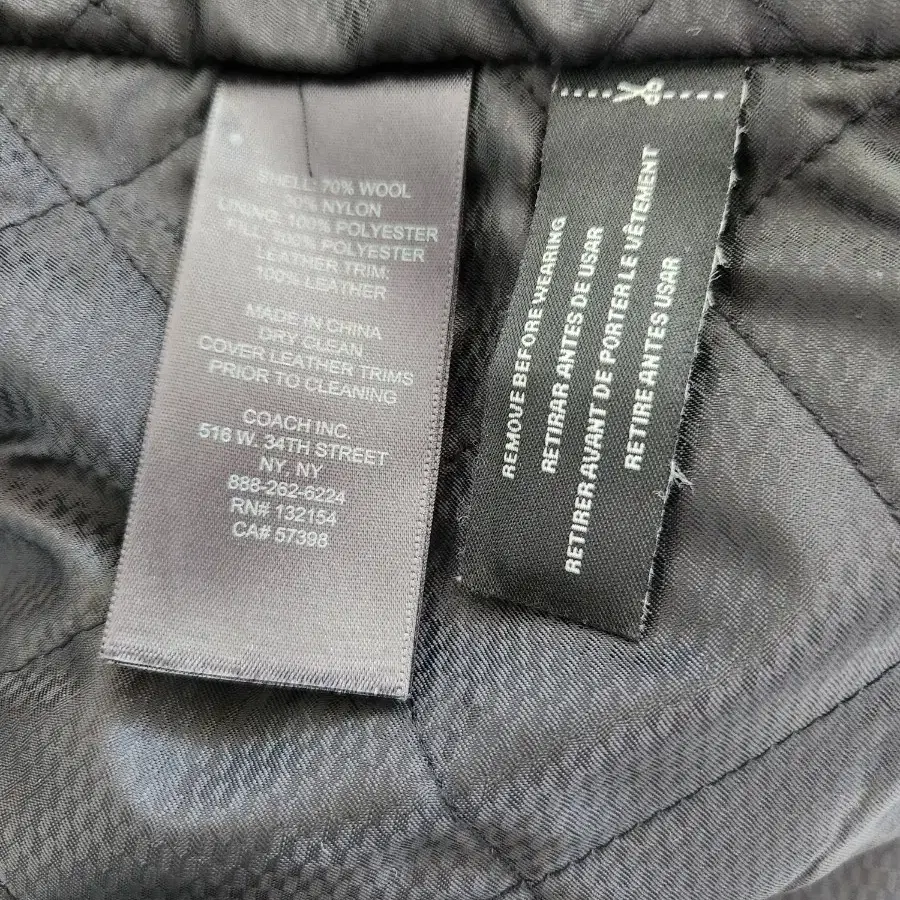 SHELL: 70% WOOL
30% NYLON
LINING: 100% POLYESTER
FILL: 100% POLYESTER
LEATHER TRIM:
100% LEATHER
MADE IN CHINA
DRY CLEAN
COVER LEATHER TRIMS
PRIOR TO CLEANING
COACH INC.
516 W. 34TH STREET
NY, NY
888-262-6224
RN# 132154
CA# 57398
REMOVE BEFORE WEARING
RETIRAR ANTES DE USAR
RETIRER AVANT DE PORTER LE VÊTEMENT
RETIRE ANTES USAR